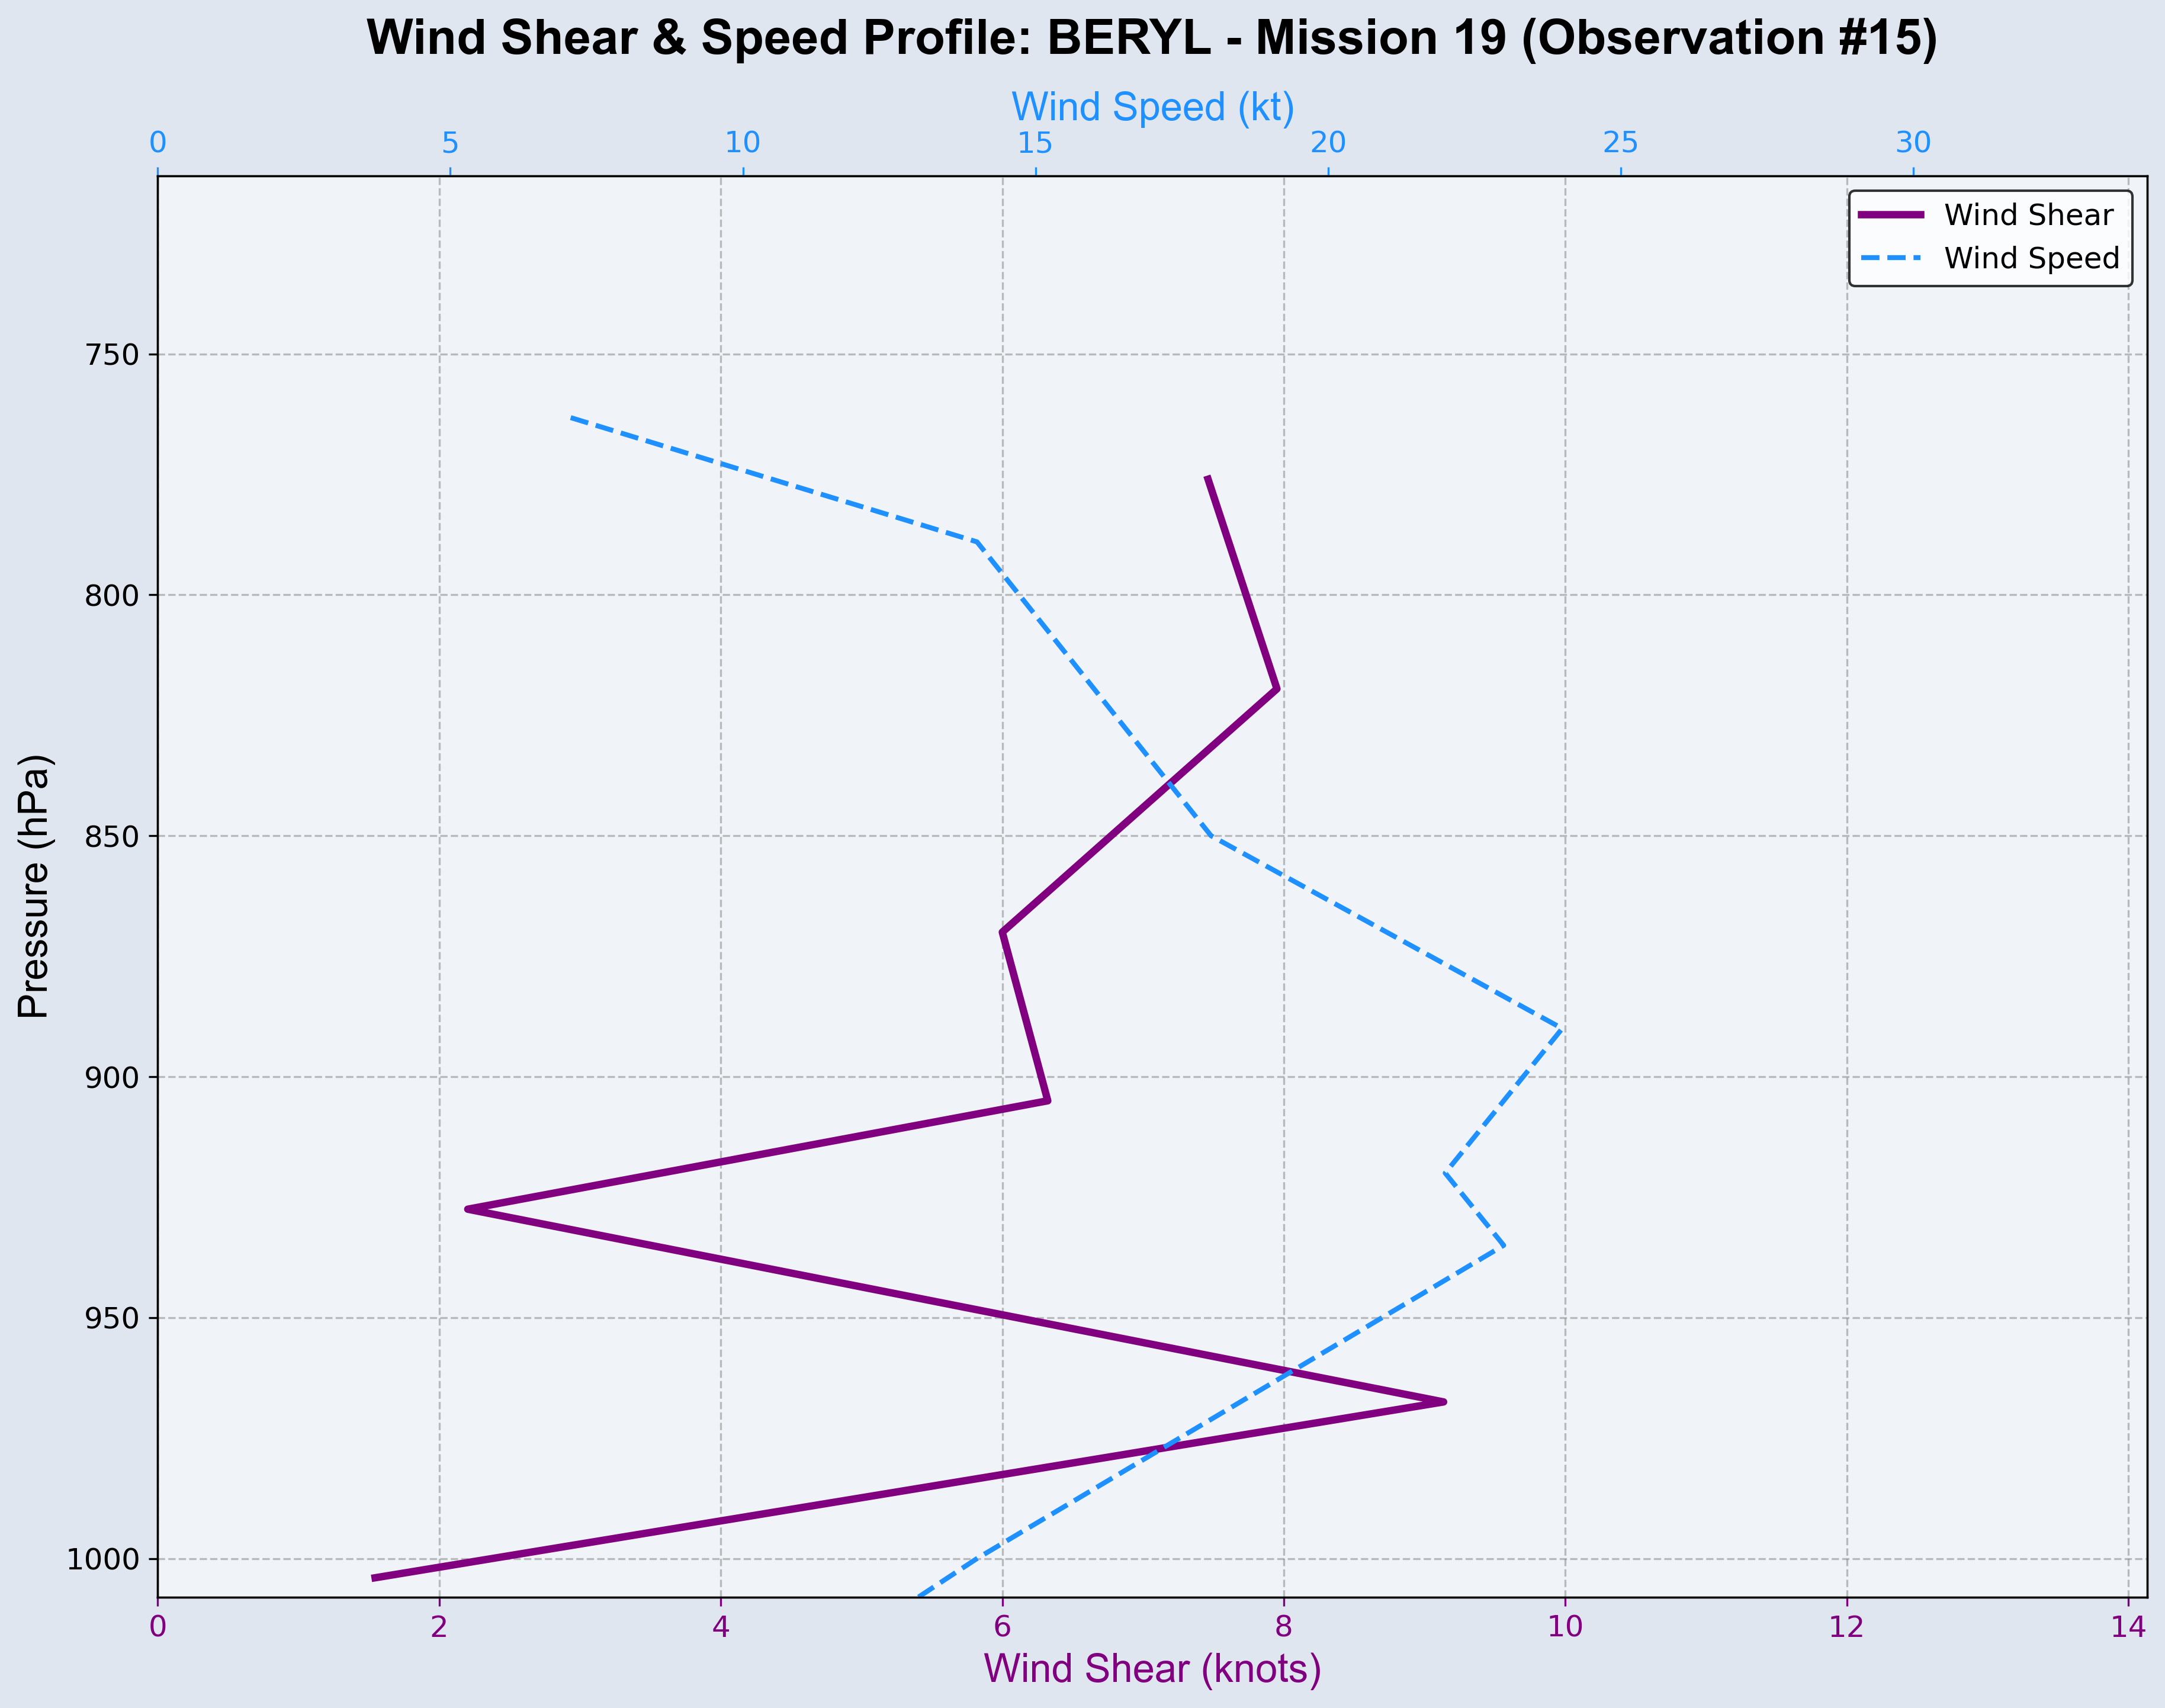 Wind Shear & Speed Profile: BERYL - Mission 19 (Observation #15)
Wind Speed (kt)
0 5 10 15 20 25 30
Wind Shear
Wind Speed
750
800
850
900
950
1000
Pressure (hPa)
0 2 4 6 8 10 12 14
Wind Shear (knots)